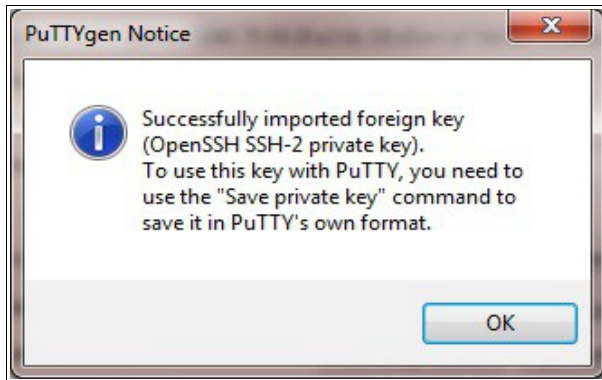 PuTTYgen Notice
Successfully imported foreign key
(OpenSSH SSH-2 private key).
To use this key with PuTTY, you need to
use the "Save private key" command to
save it in PuTTY's own format.
OK